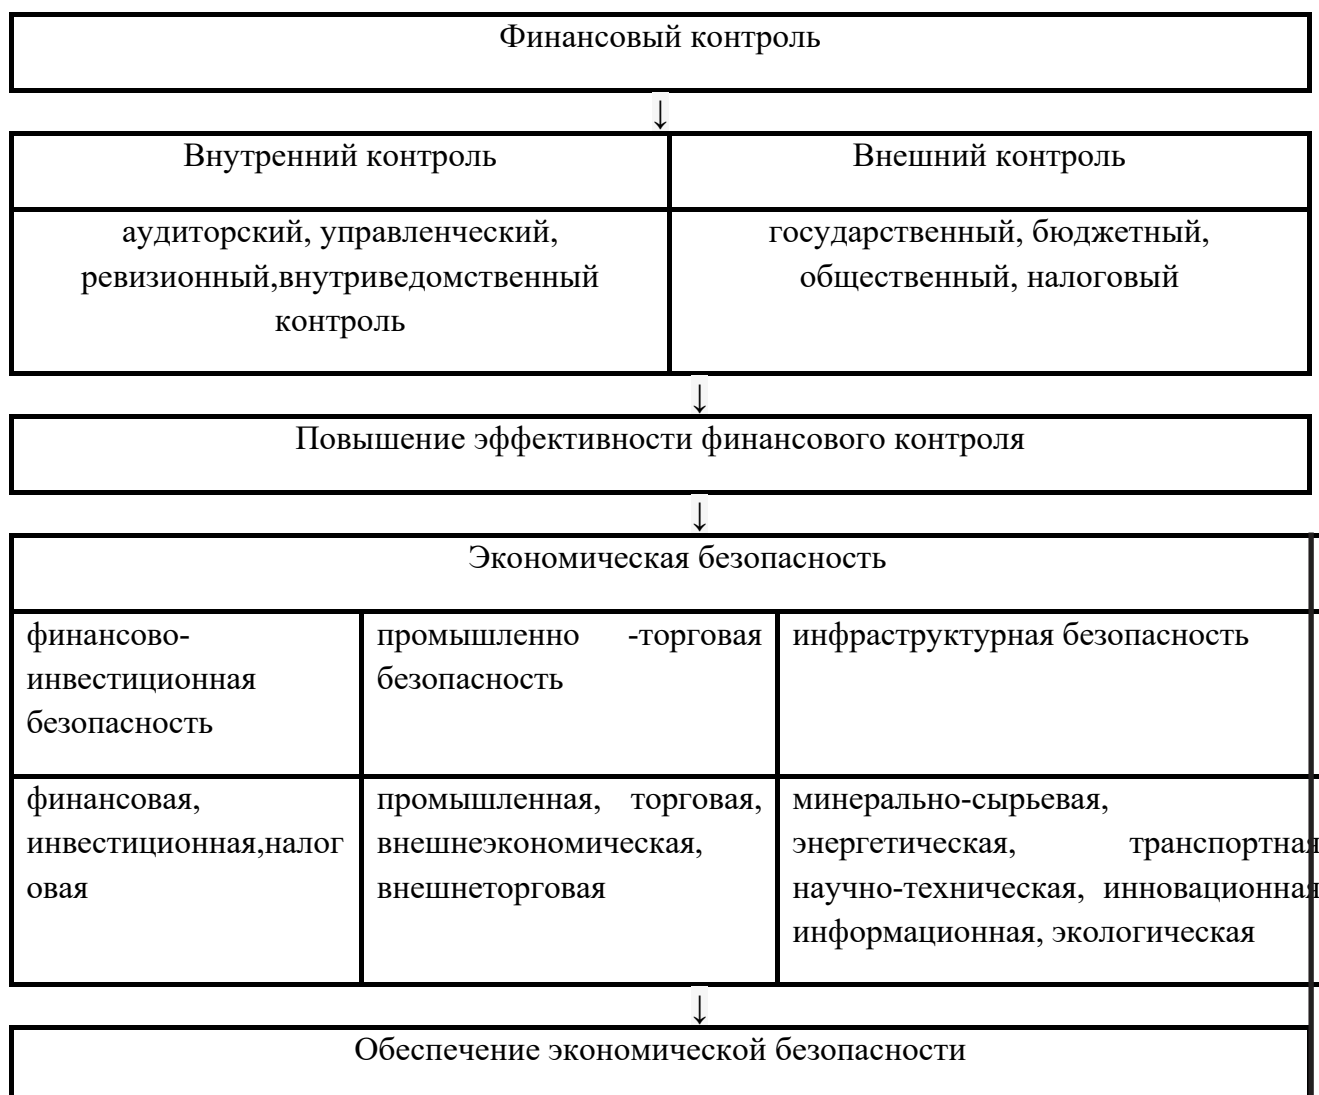 Финансовый контроль
↓
Внутренний контроль
Внешний контроль
аудиторский, управленческий,
ревизионный,внутриведомственный
контроль
государственный, бюджетный,
общественный, налоговый
↓
Повышение эффективности финансового контроля
↓
Экономическая безопасность
финансово-
инвестиционная
безопасность
промышленно -торговая
безопасность
инфраструктурная безопасность
финансовая,
инвестиционная,налог
овая
промышленная, торговая,
внешнеэкономическая,
внешнеторговая
минерально-сырьевая,
энергетическая, транспортная
научно-техническая, инновационная
информационная, экологическая
↓
Обеспечение экономической безопасности